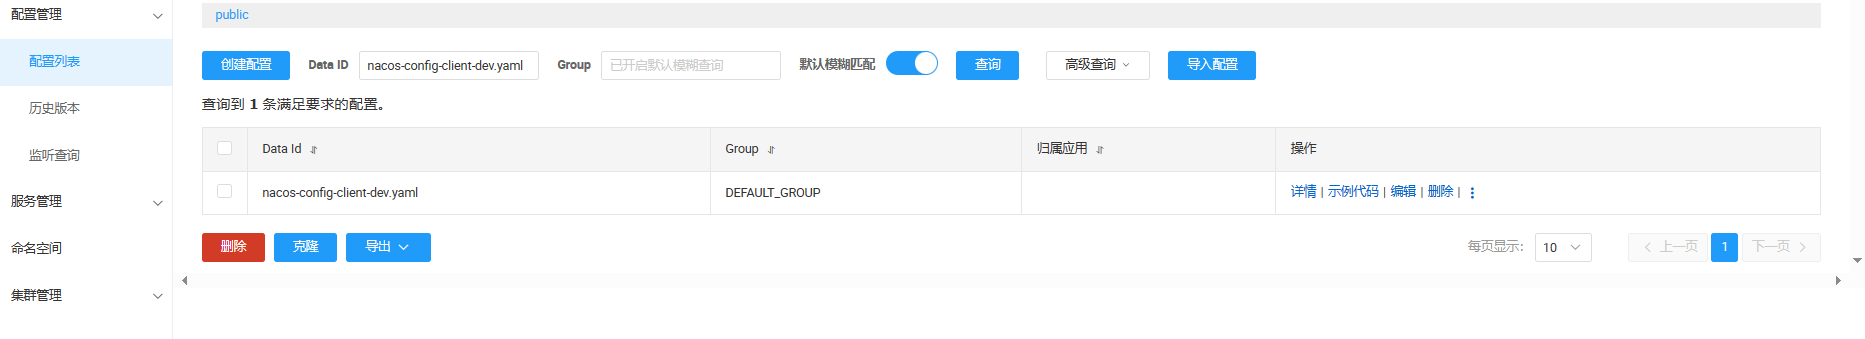 配置管理
配置列表
历史版本
监听查询
服务管理
命名空间
集群管理
public
创建配置 Data ID nacos-config-client-dev.yaml Group 已开启默认模糊查询 默认模糊匹配 查询 高级查询 导入配置
查询到 1 条满足要求的配置。
Data Id Group 归属应用 操作
nacos-config-client-dev.yaml DEFAULT_GROUP 详情 | 示例代码 | 编辑 | 删除 |
删除 克隆 导出 每页显示: 10 上一页 1 下一页